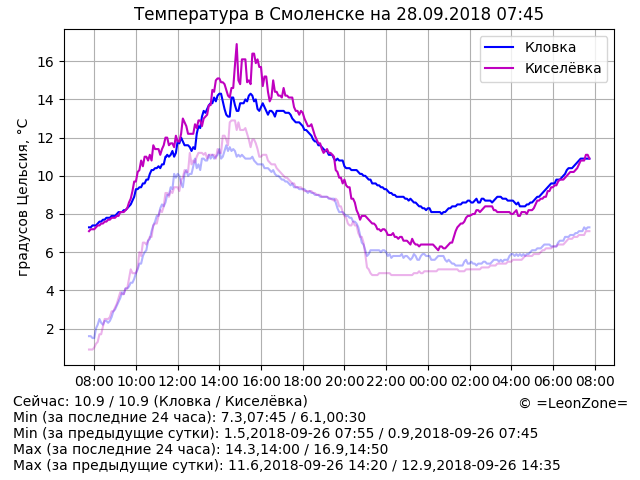 Температура в Смоленске на 28.09.2018 07:45
Кловка
Киселёвка
градусов Цельсия, °C
16
14
12
10
8
6
4
2
08:00 10:00 12:00 14:00 16:00 18:00 20:00 22:00 00:00 02:00 04:00 06:00 08:00
Сейчас: 10.9 / 10.9 (Кловка / Киселёвка)
© =LeonZone=
Min (за последние 24 часа): 7.3,07:45 / 6.1,00:30
Min (за предыдущие сутки): 1.5,2018-09-26 07:55 / 0.9,2018-09-26 07:45
Max (за последние 24 часа): 14.3,14:00 / 16.9,14:50
Max (за предыдущие сутки): 11.6,2018-09-26 14:20 / 12.9,2018-09-26 14:35